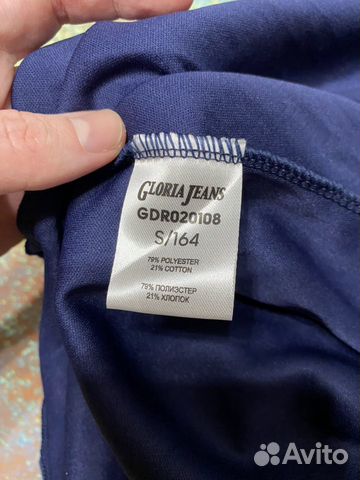 GLORIA JEANS
GDR020108
S/164
79% POLYESTER
21% COTTON
79% ПОЛИЭСТЕР
21% ХЛОПОК
Avito